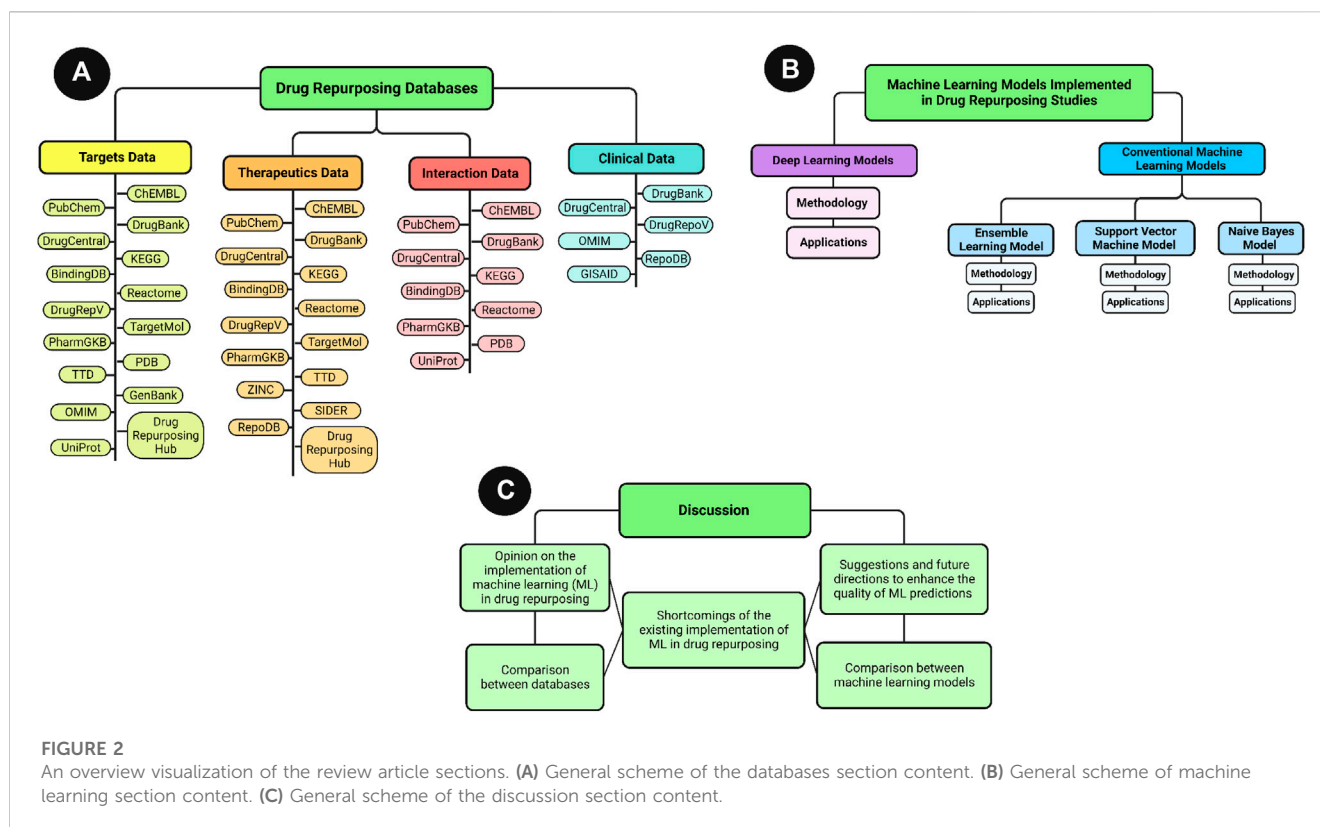 A
Drug Repurposing Databases
Targets Data
ChEMBL
PubChem
DrugBank
DrugCentral
KEGG
BindingDB
Reactome
DrugRepV
TargetMol
PharmGKB
PDB
TTD
GenBank
OMIM
Drug
Repurposing
Hub
UniProt
Therapeutics Data
ChEMBL
PubChem
DrugBank
DrugCentral
KEGG
BindingDB
Reactome
DrugRepV
TargetMol
PharmGKB
TTD
ZINC
SIDER
RepoDB
Drug
Repurposing
Hub
Interaction Data
ChEMBL
PubChem
DrugBank
DrugCentral
KEGG
BindingDB
Reactome
PharmGKB
PDB
UniProt
Clinical Data
DrugBank
DrugCentral
DrugRepoV
OMIM
RepoDB
GISAID
B
Machine Learning Models Implemented
in Drug Repurposing Studies
Deep Learning Models
Methodology
Applications
Conventional Machine
Learning Models
Ensemble
Learning Model
Methodology
Applications
Support Vector
Machine Model
Methodology
Applications
Naive Bayes
Model
Methodology
Applications
C
Discussion
Opinion on the
implementation of
machine learning (ML)
in drug repurposing
Comparison
between databases
Shortcomings of the
existing implementation of
ML in drug repurposing
Suggestions and future
directions to enhance the
quality of ML predictions
Comparison between
machine learning models
FIGURE 2
An overview visualization of the review article sections. (A) General scheme of the databases section content. (B) General scheme of machine
learning section content. (C) General scheme of the discussion section content.